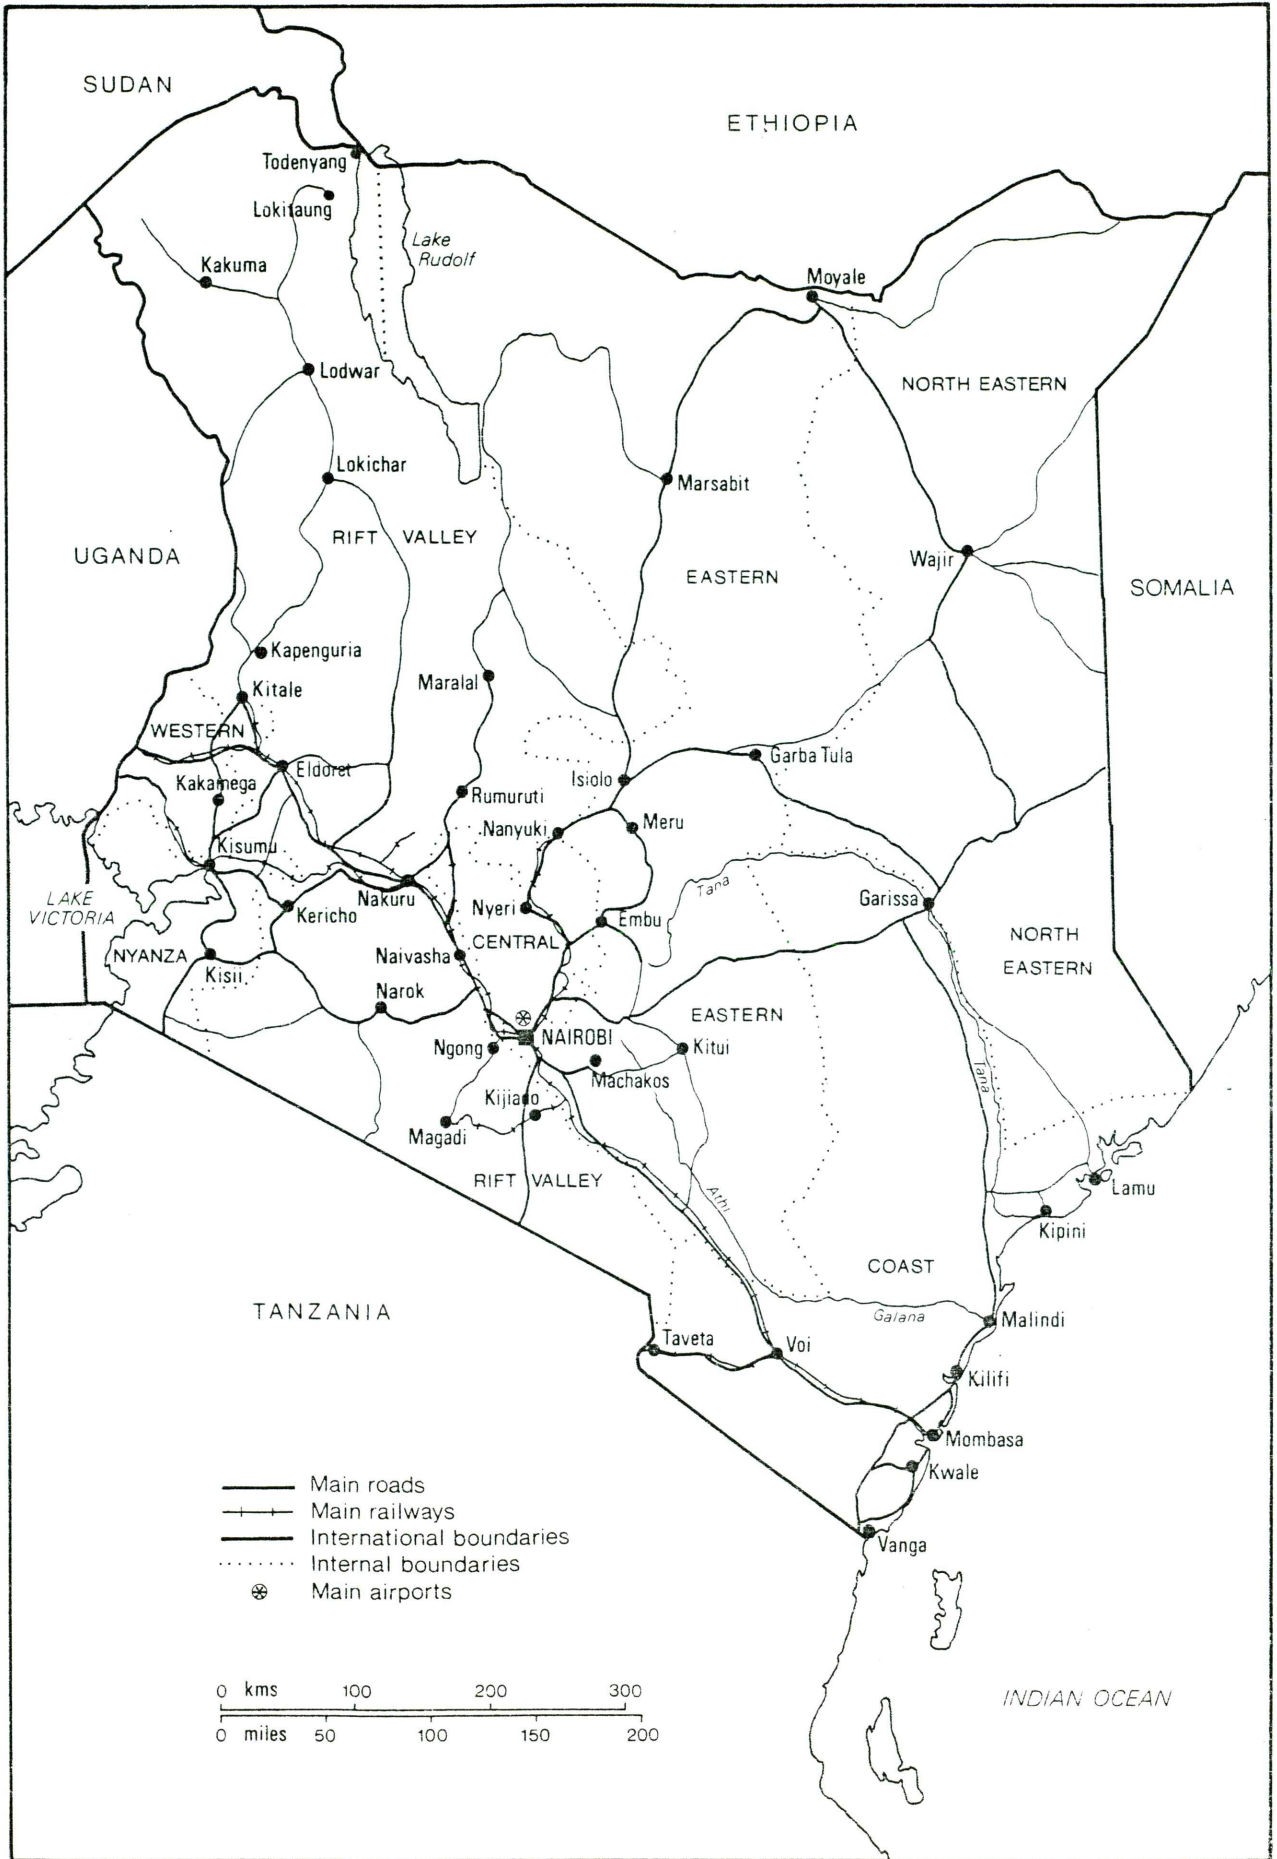 SUDAN
ETHIOPIA
Todenyang
Lokitaung
Lake
Rudolf
Kakuma
Moyale
Lodwar
NORTH EASTERN
Lokichar
Marsabit
RIFT VALLEY
UGANDA
Wajir
EASTERN
SOMALIA
Kapenguria
Maralal
Kitale
WESTERN
Garba Tula
Eldoret
Isiolo
Kakamega
Rumuruti
Nanyuki
Meru
Kisumu
Tana
LAKE
VICTORIA
Nakuru
Garissa
Kericho
Nyeri
Embu
NORTH
EASTERN
CENTRAL
NYANZA
Naivasha
Kisii
Narok
EASTERN
NAIROBI
Ngong
Kitui
Machakos
Tana
Kijiado
Magadi
RIFT VALLEY
Athi
Lamu
Kipini
COAST
TANZANIA
Galana
Malindi
Taveta
Voi
Kilifi
Mombasa
Kwale
Main roads
Main railways
International boundaries
Vanga
Internal boundaries
Main airports
0 kms 100 200 300
0 miles 50 100 150 200
INDIAN OCEAN